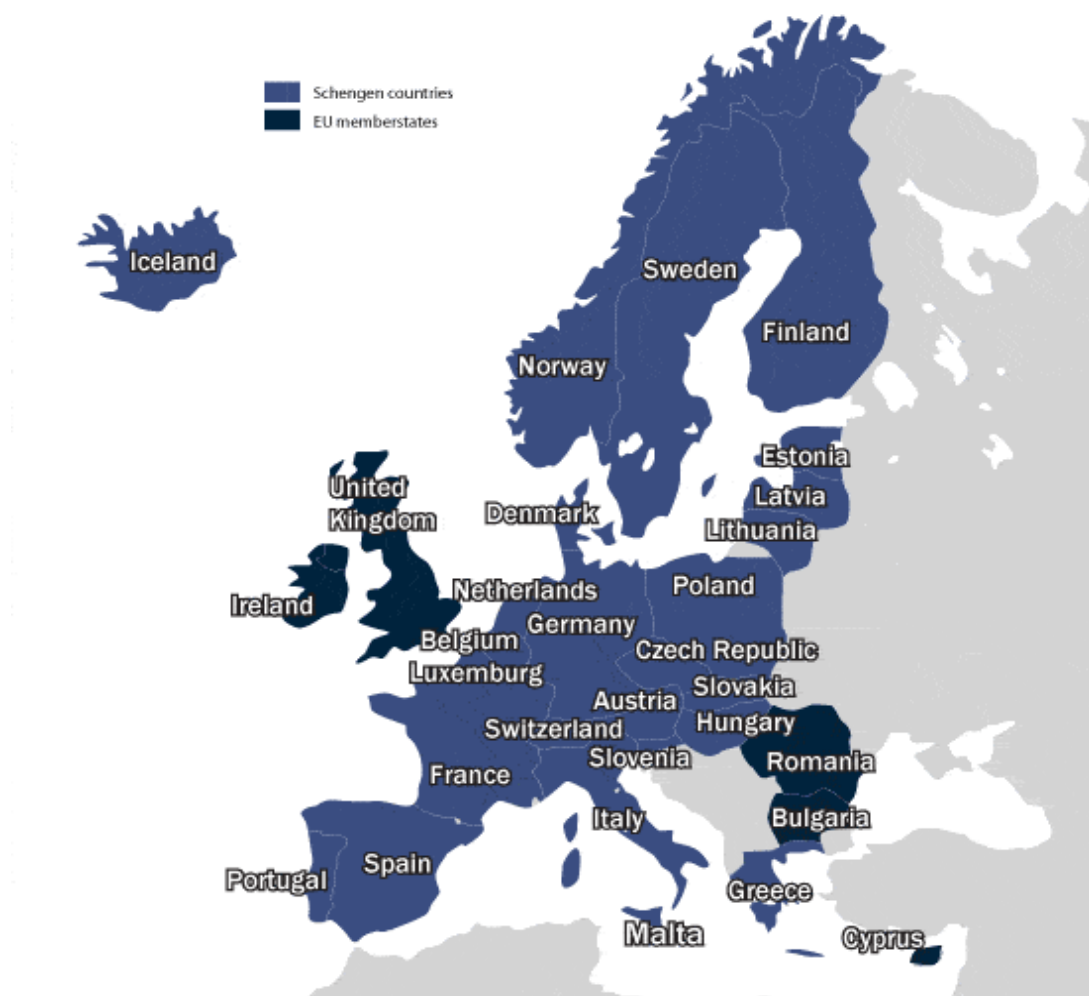 Schengen countries
EU memberstates
Iceland
Sweden
Finland
Norway
Estonia
United
Kingdom
Latvia
Denmark
Lithuania
Netherlands
Poland
Ireland
Germany
Belgium
Czech Republic
Luxemburg
Slovakia
Austria
Hungary
Switzerland
Slovenia
Romania
France
Italy
Bulgaria
Spain
Portugal
Greece
Malta
Cyprus